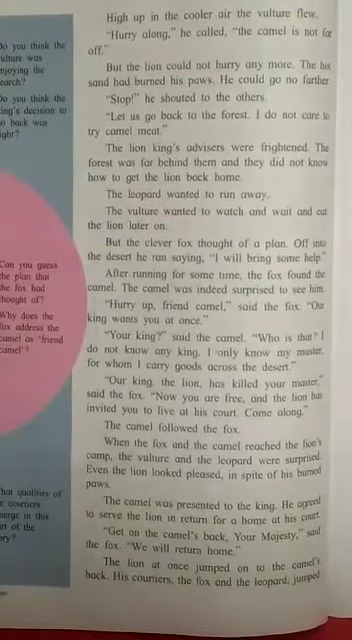 Do you think the
vulture was
enjoying the
search?
Do you think the
king's decision to
go back was
right?
Can you guess
the plan that
the fox had
thought of?
Why does the
fox address the
camel as 'friend
camel'?
What qualities of
courtiers
emerge in this
of the
High up in the cooler air the vulture flew.
"Hurry along," he called, "the camel is not far
off."
But the lion could not hurry any more. The hot
sand had burned his paws. He could go no further
"Stop!" he shouted to the others.
"Let us go back to the forest. I do not care to
try camel meat."
The lion king's advisers were frightened. The
forest was far behind them and they did not know
how to get the lion back home.
The leopard wanted to run away.
The vulture wanted to watch and wait and eat
the lion later on.
But the clever fox thought of a plan. Off into
the desert he ran saying, "I will bring some help."
After running for some time, the fox found the
camel. The camel was indeed surprised to see him.
"Hurry up, friend camel," said the fox. "Our
king wants you at once."
"Your king?" said the camel. "Who is that? I
do not know any king. I only know my master,
for whom I carry goods across the desert."
"Our king, the lion, has killed your master,"
said the fox. "Now you are free, and the lion has
invited you to live at his court. Come along."
The camel followed the fox.
When the fox and the camel reached the lion's
camp, the vulture and the leopard were surprised.
Even the lion looked pleased, in spite of his burned
paws.
The camel was presented to the king. He agreed
to serve the lion in return for a home at his court.
"Get on the camel's back, Your Majesty," said
the fox. "We will return home."
The lion at once jumped on to the camel's
back. His courtiers, the fox and the leopard, jumped